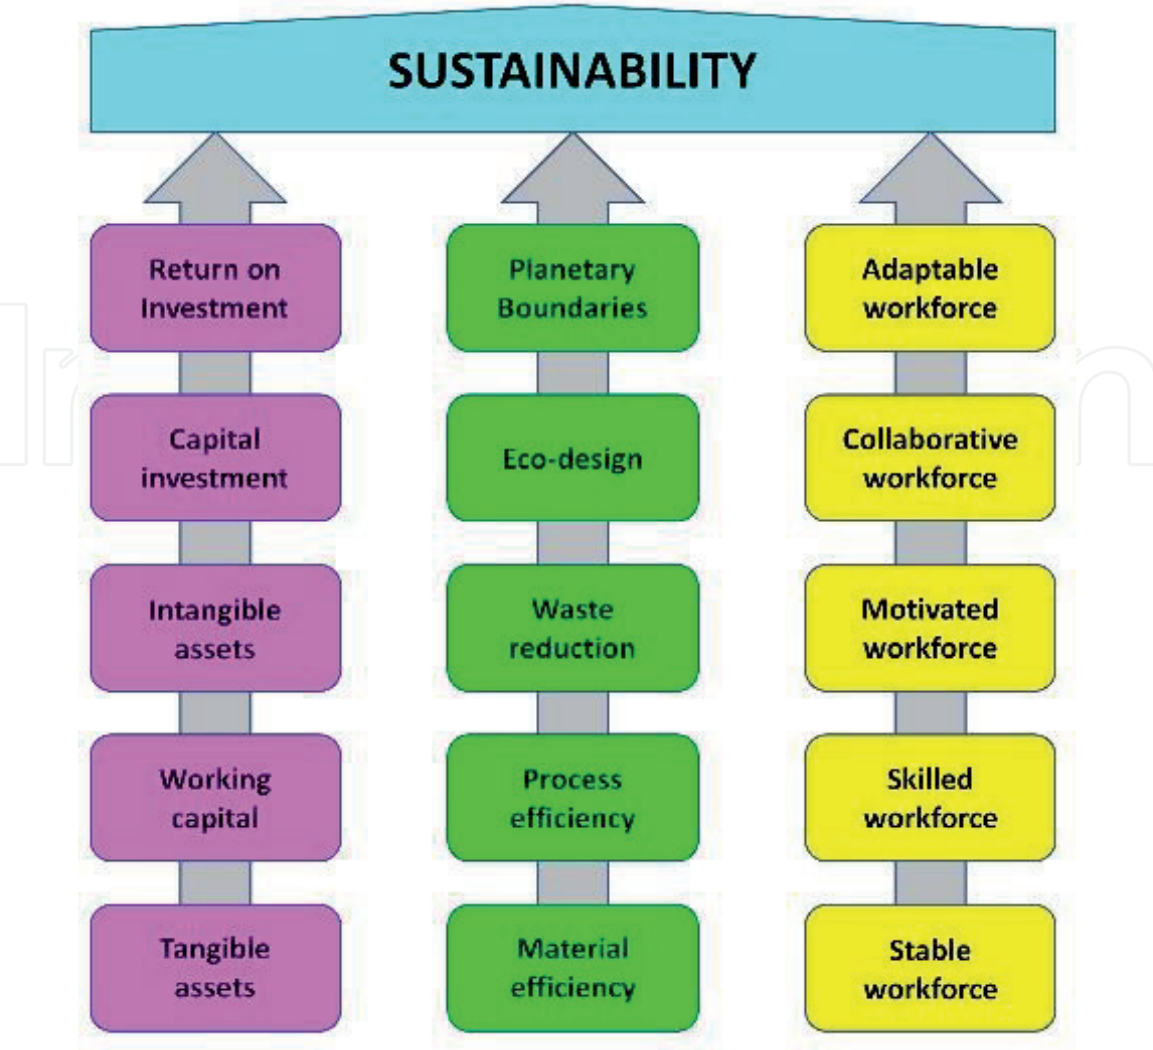 SUSTAINABILITY
Return on
Investment
Planetary
Boundaries
Adaptable
workforce
Capital
investment
Eco-design
Collaborative
workforce
Intangible
assets
Waste
reduction
Motivated
workforce
Working
capital
Process
efficiency
Skilled
workforce
Tangible
assets
Material
efficiency
Stable
workforce